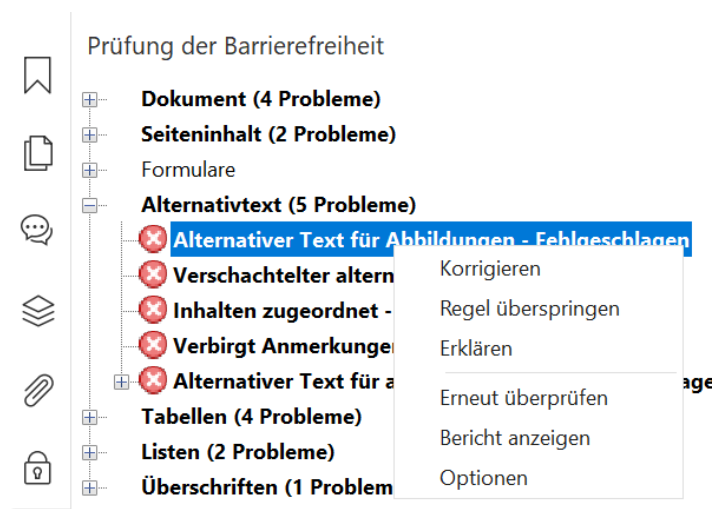 Prüfung der Barrierefreiheit
Dokument (4 Probleme)
Seiteninhalt (2 Probleme)
Formulare
Alternativtext (5 Probleme)
Alternativer Text für Abbildungen - Fehlgeschlagen
Korrigieren
Verschachtelter altern
Inhalten zugeordnet -
Regel überspringen
Verbirgt Anmerkunge
Erklären
Alternativer Text für a
age
Erneut überprüfen
Tabellen (4 Probleme)
Bericht anzeigen
Listen (2 Probleme)
Optionen
Überschriften (1 Problem